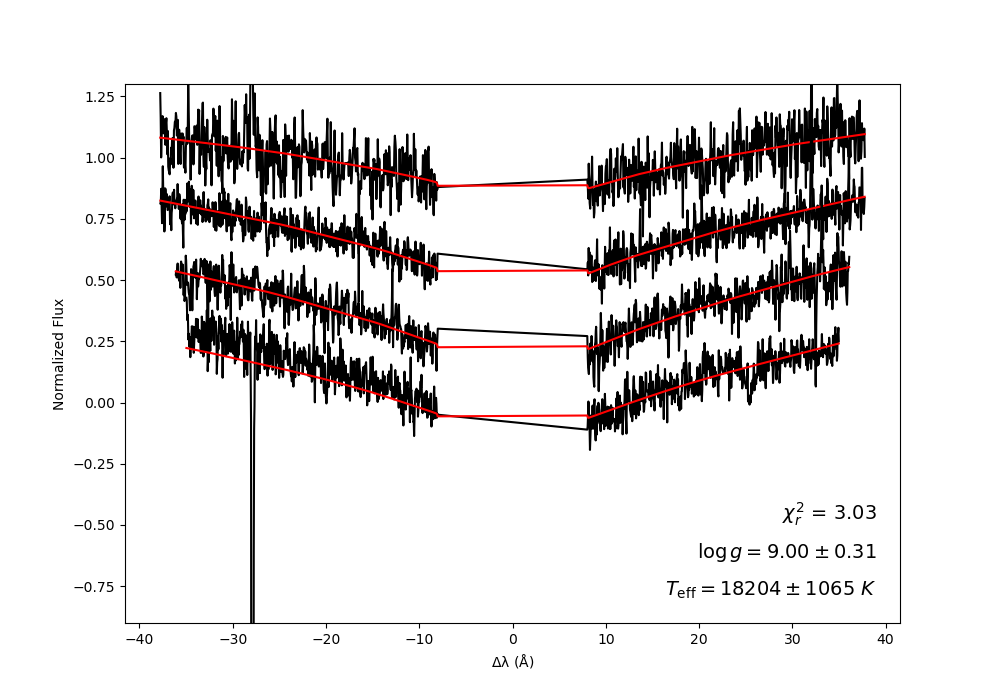 1.25
1.00
0.75
0.50
0.25
0.00
−0.25
−0.50
−0.75
Normalized Flux
χ²ᵣ = 3.03
log g = 9.00 ± 0.31
T_eff = 18204 ± 1065 K
−40 −30 −20 −10 0 10 20 30 40
Δλ (Å)